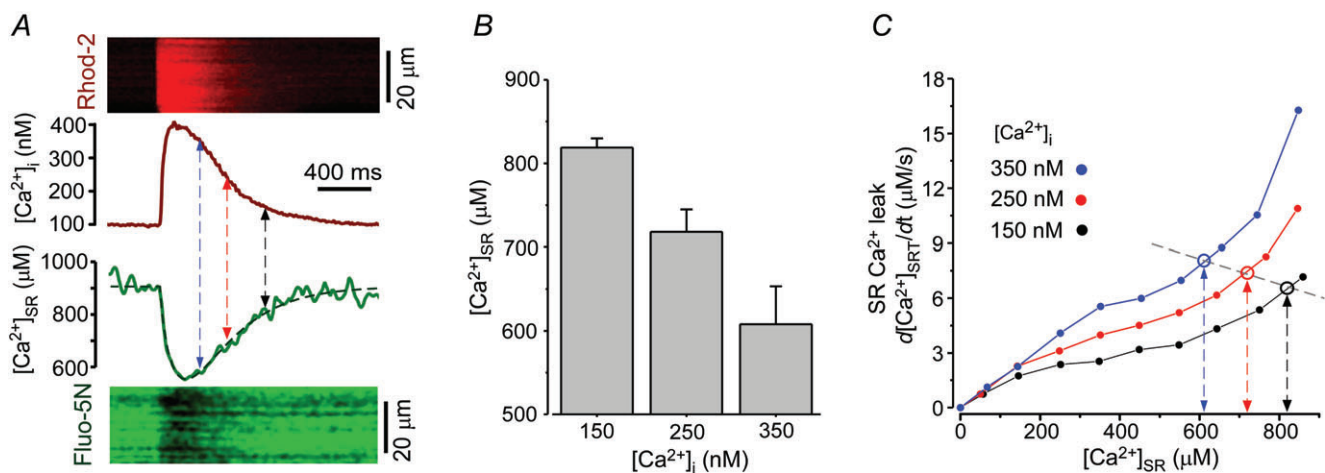 A
Rhod-2
20 μm
[Ca²⁺]ᵢ (nM)
400
300
200
100
400 ms
[Ca²⁺]SR (μM)
1000
800
600
Fluo-5N
20 μm
B
[Ca²⁺]SR (μM)
900
800
700
600
500
150 250 350
[Ca²⁺]ᵢ (nM)
C
SR Ca²⁺ leak
d[Ca²⁺]SRT/dt (μM/s)
18
15
12
9
6
3
0
[Ca²⁺]ᵢ
350 nM
250 nM
150 nM
0 200 400 600 800
[Ca²⁺]SR (μM)